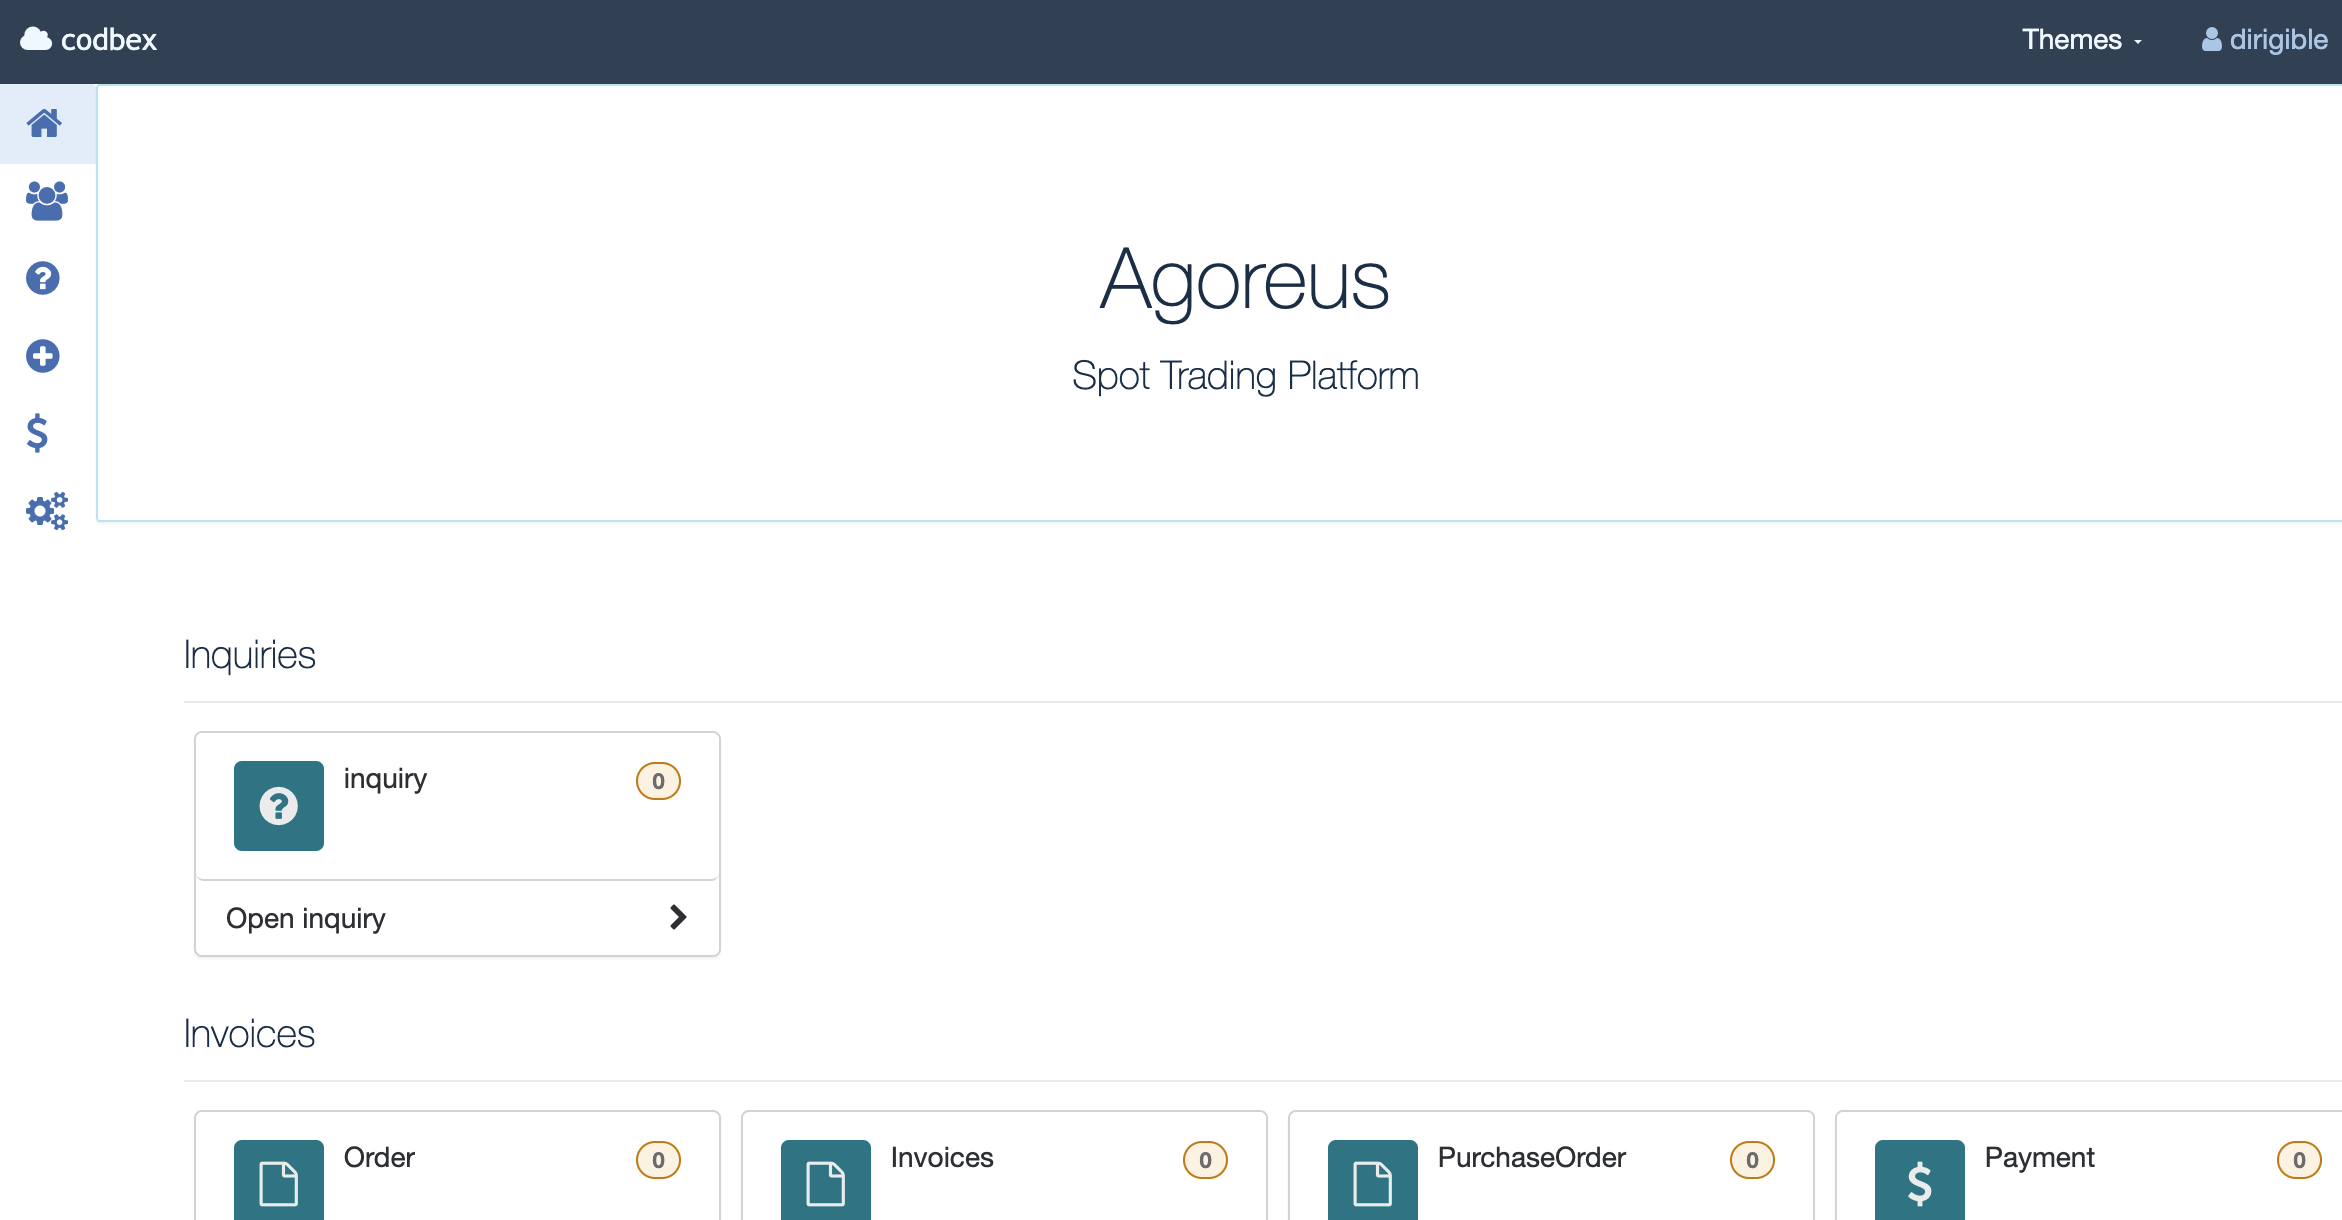 codbex
Themes
dirigible
Agoreus
Spot Trading Platform
Inquiries
inquiry 0
Open inquiry
Invoices
Order 0
Invoices 0
PurchaseOrder 0
Payment 0